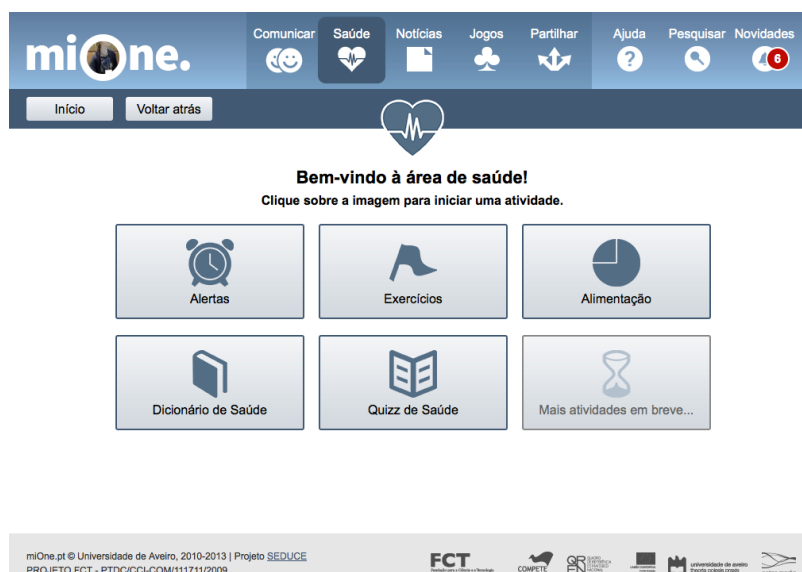 miOne.
Comunicar Saúde Notícias Jogos Partilhar Ajuda Pesquisar Novidades
6
Início Voltar atrás
Bem-vindo à área de saúde!
Clique sobre a imagem para iniciar uma atividade.
Alertas Exercícios Alimentação
Dicionário de Saúde Quizz de Saúde Mais atividades em breve...
miOne.pt © Universidade de Aveiro, 2010-2013 | Projeto SEDUCE
PROJETO FCT - PTDC/CCI-COM/111711/2009
FCT COMPETE QR EN universidade de aveiro